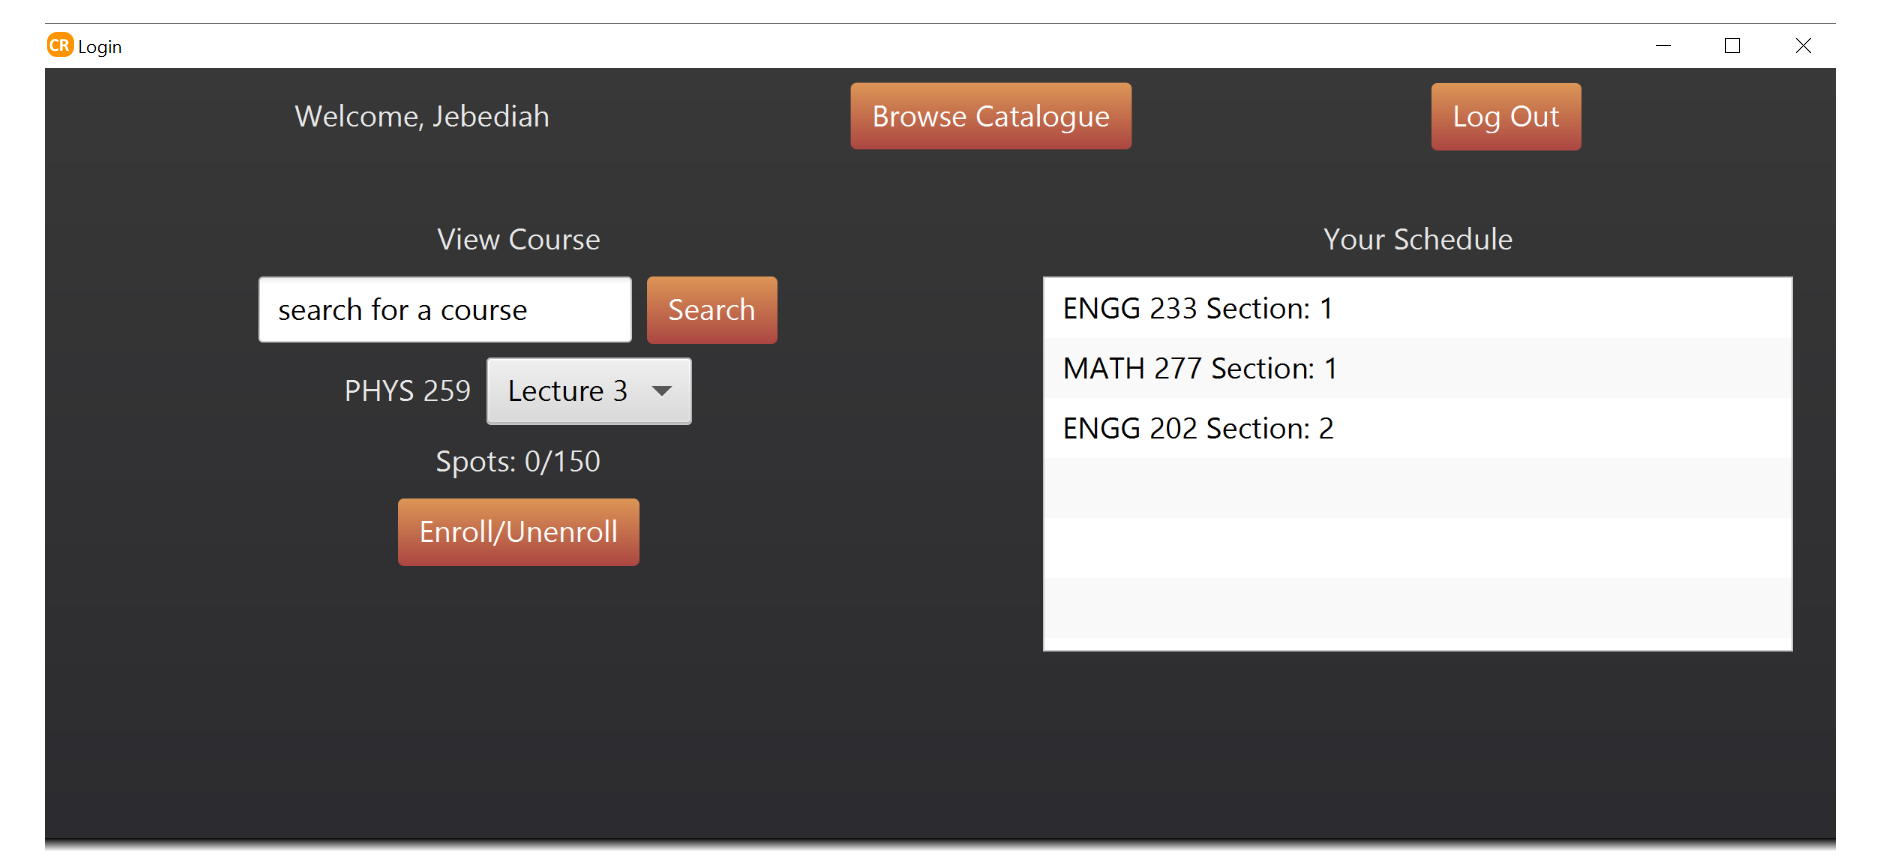 CR Login
Welcome, Jebediah
Browse Catalogue
Log Out
View Course
search for a course
Search
PHYS 259
Lecture 3
Spots: 0/150
Enroll/Unenroll
Your Schedule
ENGG 233 Section: 1
MATH 277 Section: 1
ENGG 202 Section: 2